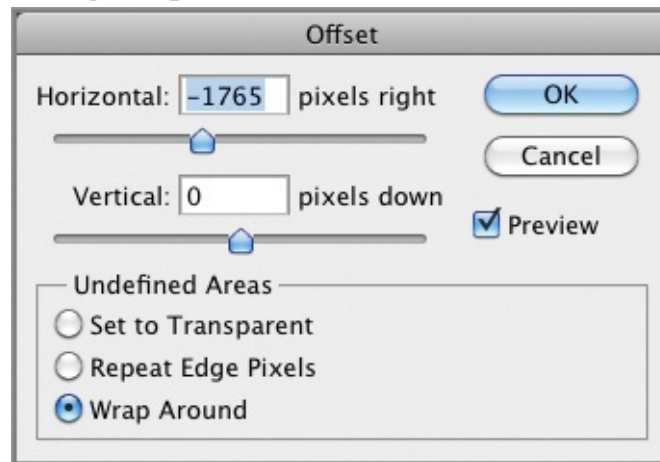 Offset
Horizontal: -1765 pixels right
OK
Cancel
Vertical: 0 pixels down
Preview
Undefined Areas
Set to Transparent
Repeat Edge Pixels
Wrap Around